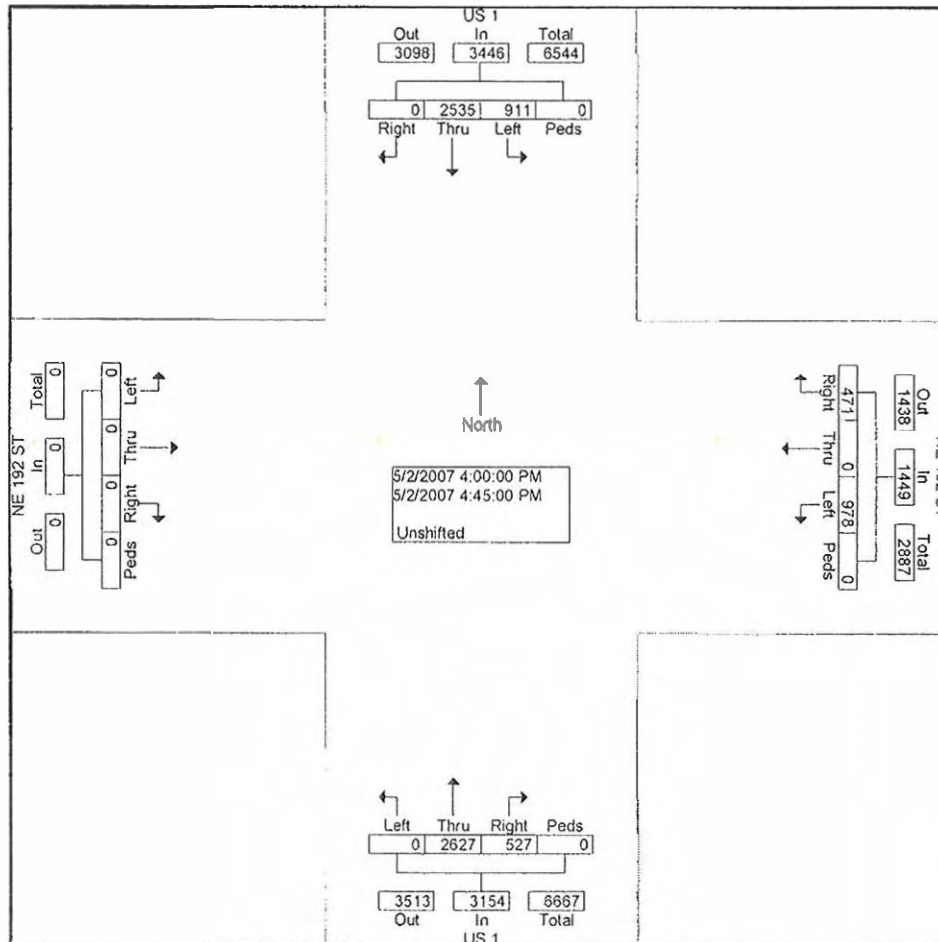 US 1
Out In Total
3098 3446 6544
0 2535 911 0
Right Thru Left Peds
NE 192 ST
Total In Out
0 0 0
0 0 0 0
Left Thru Right Peds
North
5/2/2007 4:00:00 PM
5/2/2007 4:45:00 PM
Unshifted
Right Thru Left Peds
471 0 978 0
Out In Total
1438 1449 2887
Left Thru Right Peds
0 2627 527 0
3513 3154 6667
Out In Total
US 1